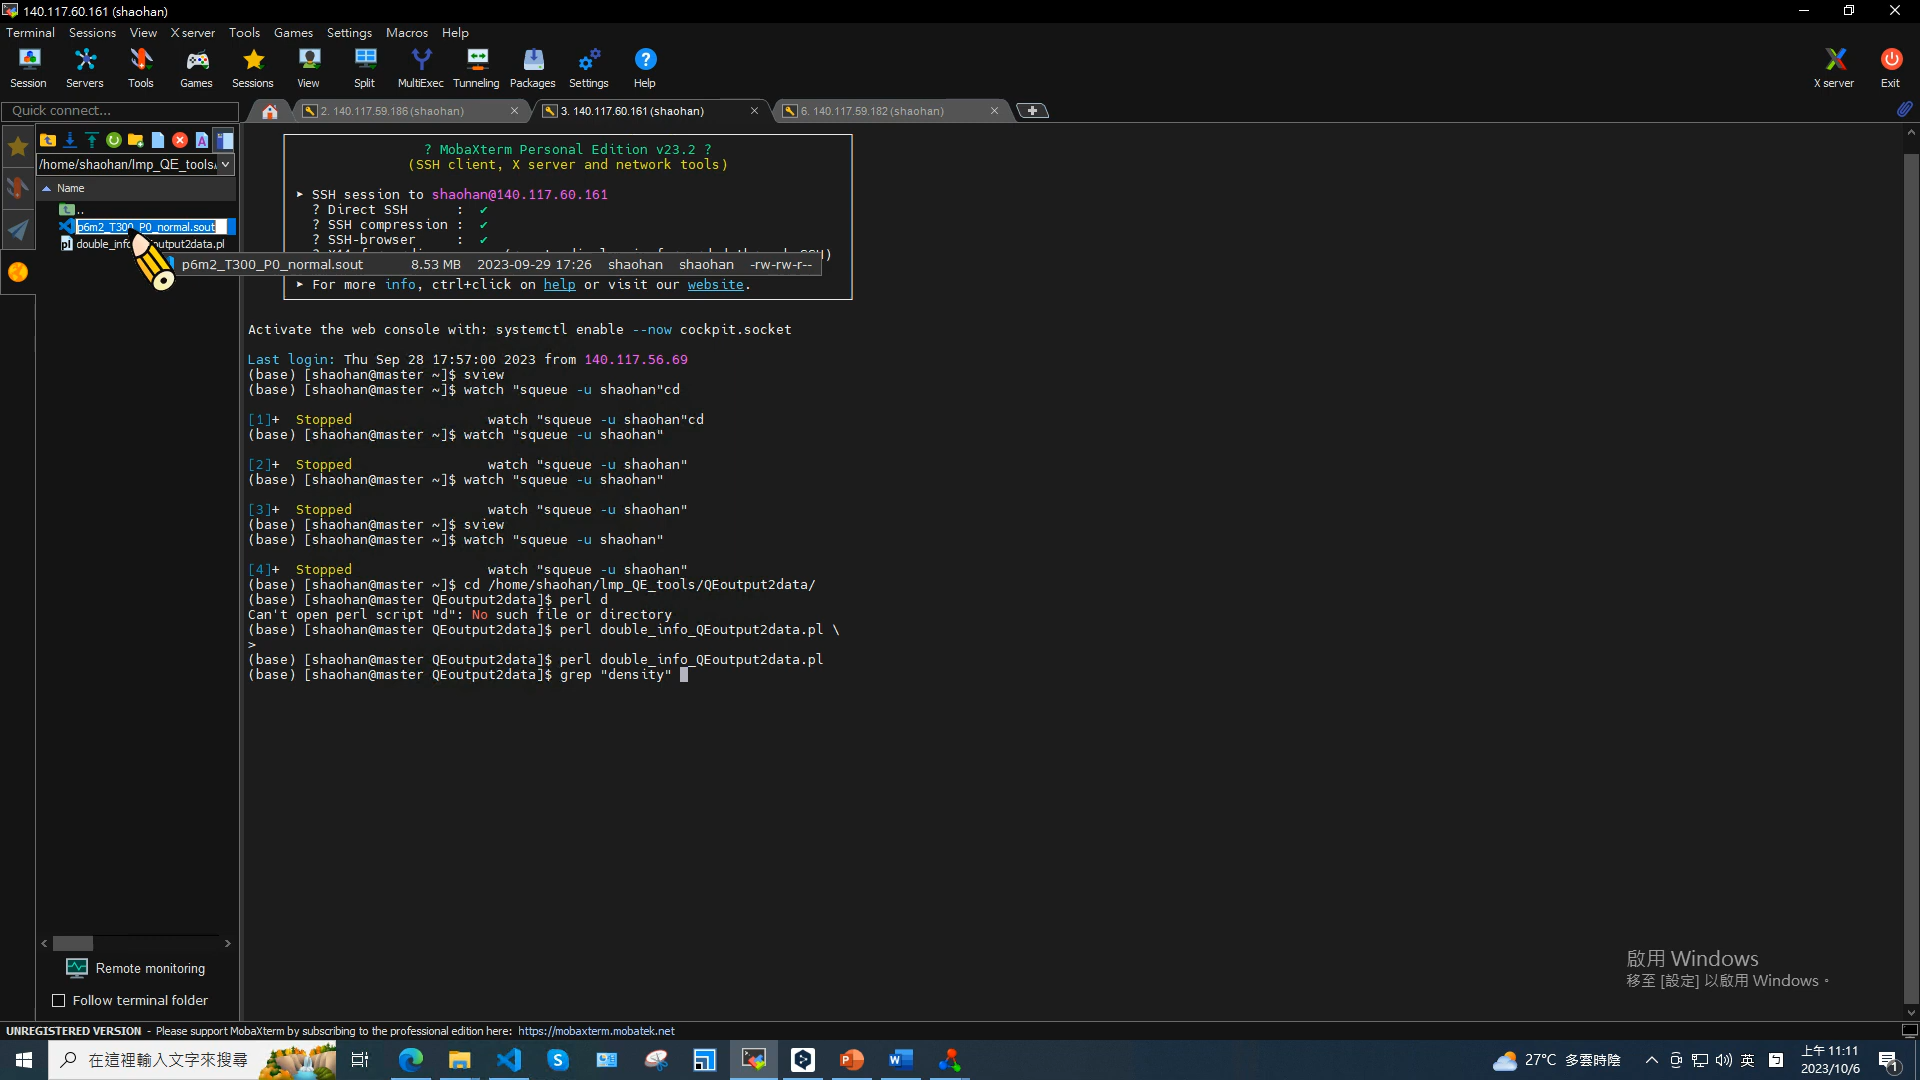 140.117.60.161 (shaohan)
Terminal Sessions View X server Tools Games Settings Macros Help
Session Servers Tools Games Sessions View Split MultiExec Tunneling Packages Settings Help X server Exit
Quick connect...
2. 140.117.59.186 (shaohan)
3. 140.117.60.161 (shaohan)
6. 140.117.59.182 (shaohan)
/home/shaohan/lmp_QE_tools/
Name
..
p6m2_T300_P0_normal.sout
p6m2_T300_P0_normal.sout 8.53 MB 2023-09-29 17:26 shaohan shaohan -rw-rw-r--
? MobaXterm Personal Edition v23.2 ?
(SSH client, X server and network tools)
► SSH session to shaohan@140.117.60.161
? Direct SSH : ✔
? SSH compression : ✔
? SSH-browser : ✔
► For more info, ctrl+click on help or visit our website.
Activate the web console with: systemctl enable --now cockpit.socket
Last login: Thu Sep 28 17:57:00 2023 from 140.117.56.69
(base) [shaohan@master ~]$ sview
(base) [shaohan@master ~]$ watch "squeue -u shaohan"cd
[1]+ Stopped watch "squeue -u shaohan"cd
(base) [shaohan@master ~]$ watch "squeue -u shaohan"
[2]+ Stopped watch "squeue -u shaohan"
(base) [shaohan@master ~]$ watch "squeue -u shaohan"
[3]+ Stopped watch "squeue -u shaohan"
(base) [shaohan@master ~]$ sview
(base) [shaohan@master ~]$ watch "squeue -u shaohan"
[4]+ Stopped watch "squeue -u shaohan"
(base) [shaohan@master ~]$ cd /home/shaohan/lmp_QE_tools/QEoutput2data/
(base) [shaohan@master QEoutput2data]$ perl d
Can't open perl script "d": No such file or directory
(base) [shaohan@master QEoutput2data]$ perl double_info_QEoutput2data.pl \
>
(base) [shaohan@master QEoutput2data]$ perl double_info_QEoutput2data.pl
(base) [shaohan@master QEoutput2data]$ grep "density"
Remote monitoring
Follow terminal folder
啟用 Windows
移至 [設定] 以啟用 Windows。
UNREGISTERED VERSION - Please support MobaXterm by subscribing to the professional edition here: https://mobaxterm.mobatek.net
在這裡輸入文字來搜尋
27°C 多雲時陰
英
上午 11:11
2023/10/6
1